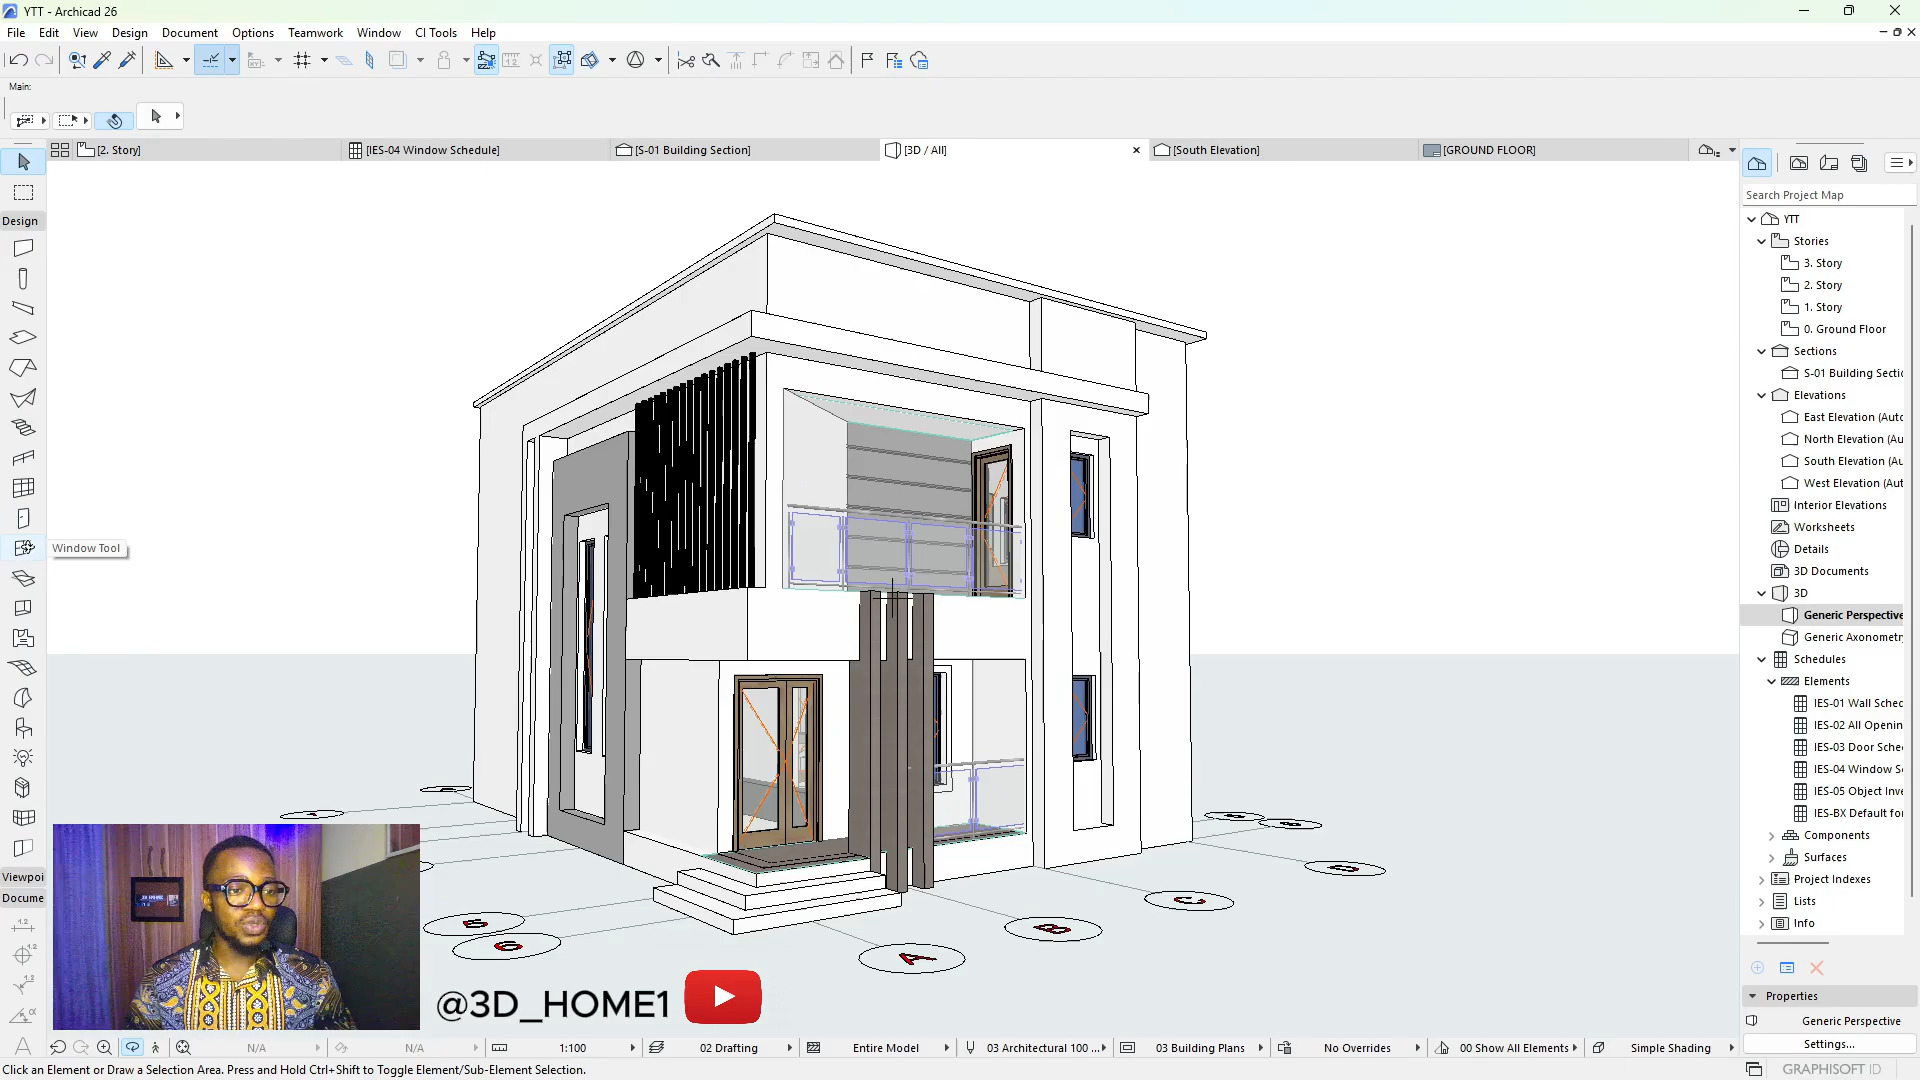 YTT - Archicad 26
File Edit View Design Document Options Teamwork Window CI Tools Help
Main:
[2. Story]
[IES-04 Window Schedule]
[S-01 Building Section]
[3D / All]
[South Elevation]
[GROUND FLOOR]
Design
Window Tool
Viewpoi
Docume
Search Project Map
YTT
Stories
3. Story
2. Story
1. Story
0. Ground Floor
Sections
S-01 Building Sectio
Elevations
East Elevation (Auto
North Elevation (Au
South Elevation (Au
West Elevation (Aut
Interior Elevations
Worksheets
Details
3D Documents
3D
Generic Perspective
Generic Axonometr
Schedules
Elements
IES-01 Wall Sched
IES-02 All Openin
IES-03 Door Sche
IES-04 Window S
IES-05 Object Inve
IES-BX Default fo
Components
Surfaces
Project Indexes
Lists
Info
Properties
Generic Perspective
Settings...
A
B
C
@3D_HOME1
N/A
N/A
1:100
02 Drafting
Entire Model
03 Architectural 100 ...
03 Building Plans
No Overrides
00 Show All Elements
Simple Shading
Click an Element or Draw a Selection Area. Press and Hold Ctrl+Shift to Toggle Element/Sub-Element Selection.
GRAPHISOFT ID